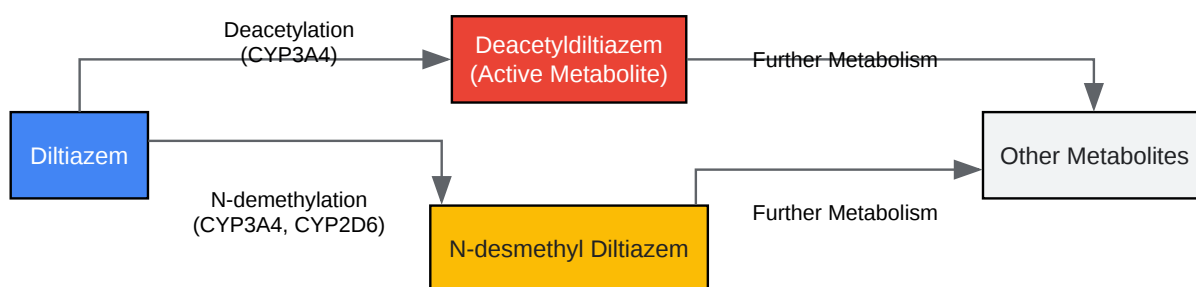 Deacetylation
(CYP3A4)
Deacetyldiltiazem
(Active Metabolite)
Further Metabolism
Diltiazem
Other Metabolites
N-demethylation
(CYP3A4, CYP2D6)
N-desmethyl Diltiazem
Further Metabolism